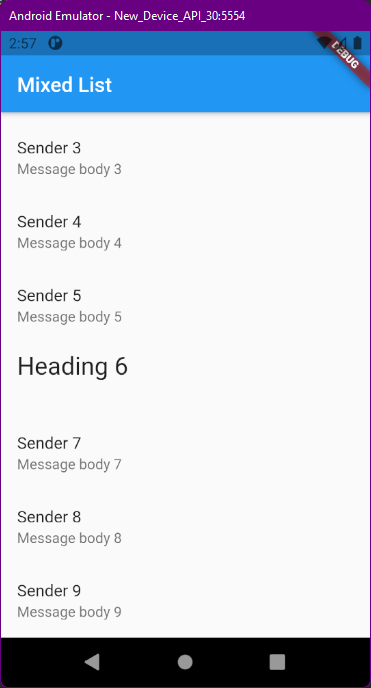 Android Emulator - New_Device_API_30:5554
2:57
DEBUG
Mixed List
Sender 3
Message body 3
Sender 4
Message body 4
Sender 5
Message body 5
Heading 6
Sender 7
Message body 7
Sender 8
Message body 8
Sender 9
Message body 9